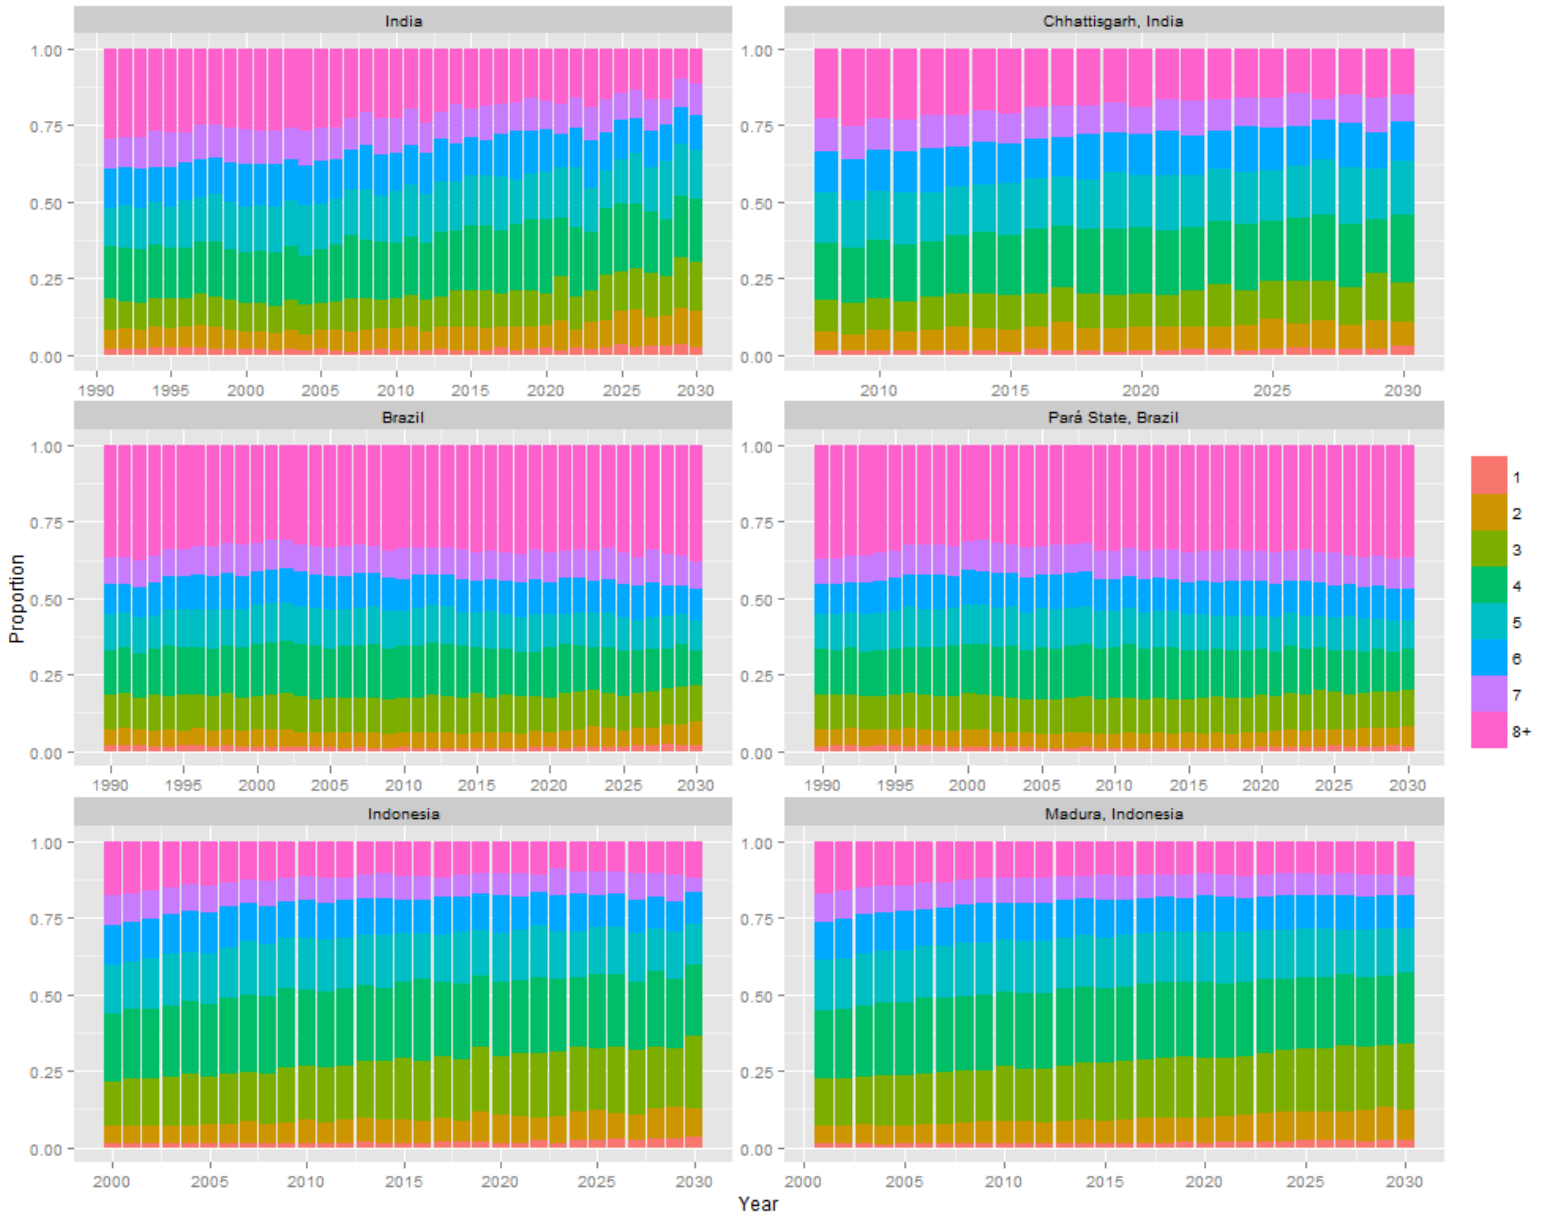 India
Chhattisgarh, India
1.00
0.75
0.50
0.25
0.00
1990 1995 2000 2005 2010 2015 2020 2025 2030
1.00
0.75
0.50
0.25
0.00
2010 2015 2020 2025 2030
Brazil
Pará State, Brazil
1.00
0.75
0.50
0.25
0.00
1990 1995 2000 2005 2010 2015 2020 2025 2030
1.00
0.75
0.50
0.25
0.00
1990 1995 2000 2005 2010 2015 2020 2025 2030
Indonesia
Madura, Indonesia
1.00
0.75
0.50
0.25
0.00
2000 2005 2010 2015 2020 2025 2030
1.00
0.75
0.50
0.25
0.00
2000 2005 2010 2015 2020 2025 2030
Proportion
Year
1
2
3
4
5
6
7
8+